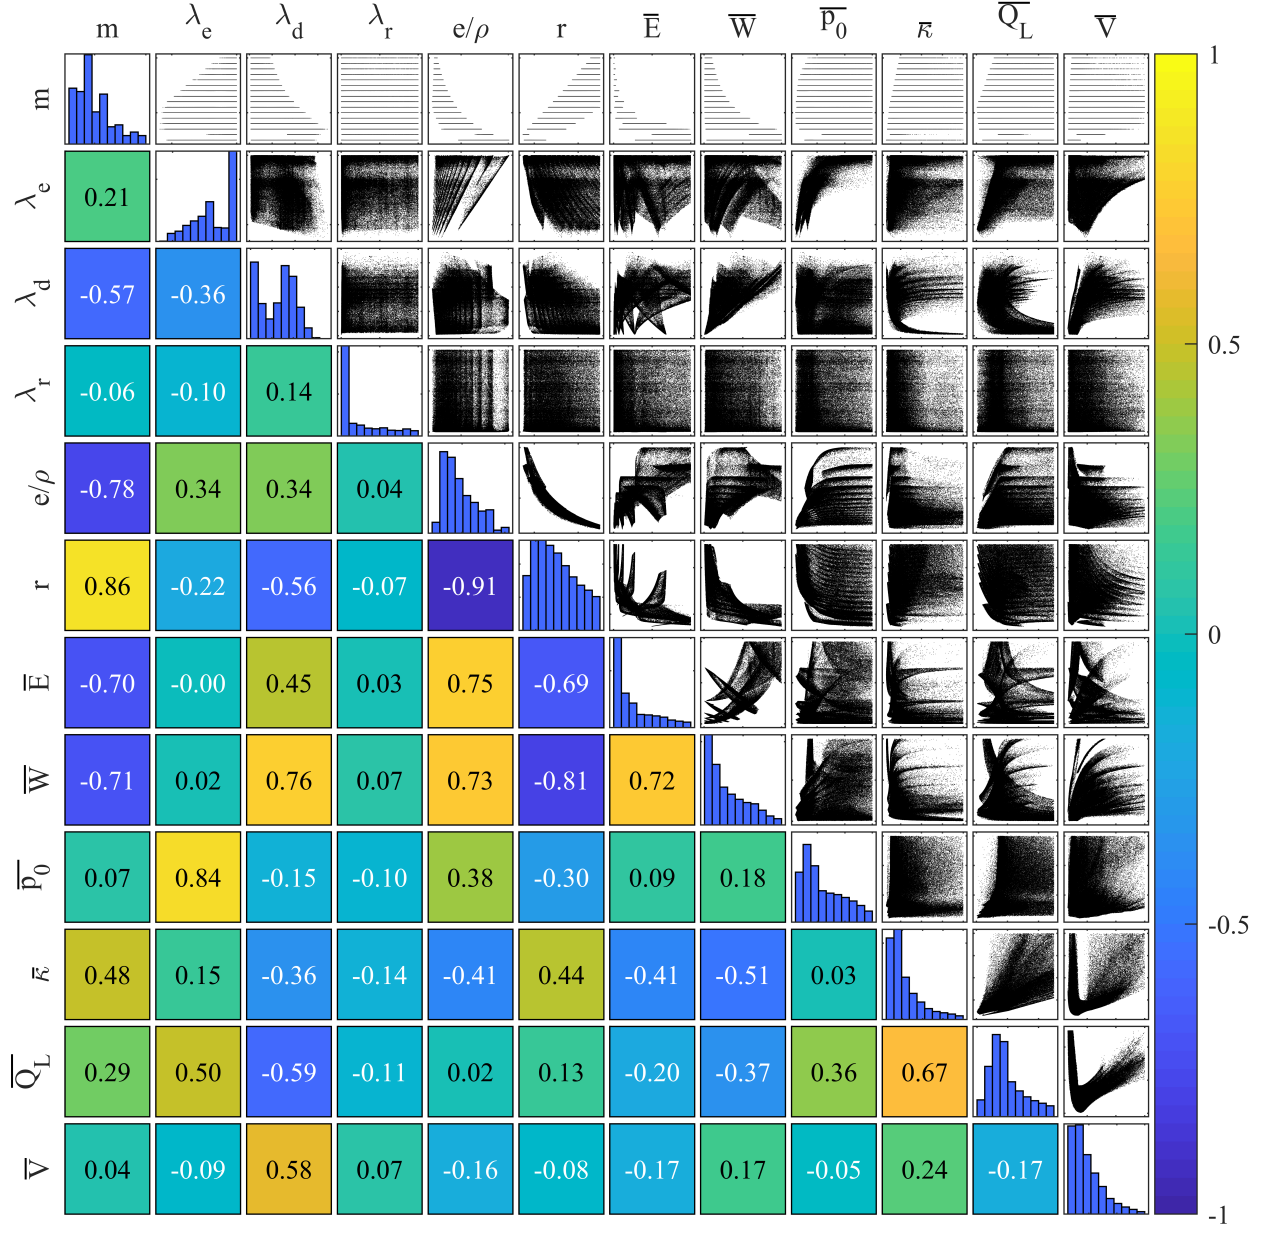 m λe λd λr e/ρ r E̅ W̅ p̅0̅ κ̅ Q̅L̅ V̅
1
m
λe 0.21
λd -0.57 -0.36
0.5
λr -0.06 -0.10 0.14
e/ρ -0.78 0.34 0.34 0.04
r 0.86 -0.22 -0.56 -0.07 -0.91
0
E̅ -0.70 -0.00 0.45 0.03 0.75 -0.69
W̅ -0.71 0.02 0.76 0.07 0.73 -0.81 0.72
p̅0̅ 0.07 0.84 -0.15 -0.10 0.38 -0.30 0.09 0.18
-0.5
κ̅ 0.48 0.15 -0.36 -0.14 -0.41 0.44 -0.41 -0.51 0.03
Q̅L̅ 0.29 0.50 -0.59 -0.11 0.02 0.13 -0.20 -0.37 0.36 0.67
V̅ 0.04 -0.09 0.58 0.07 -0.16 -0.08 -0.17 0.17 -0.05 0.24 -0.17
-1